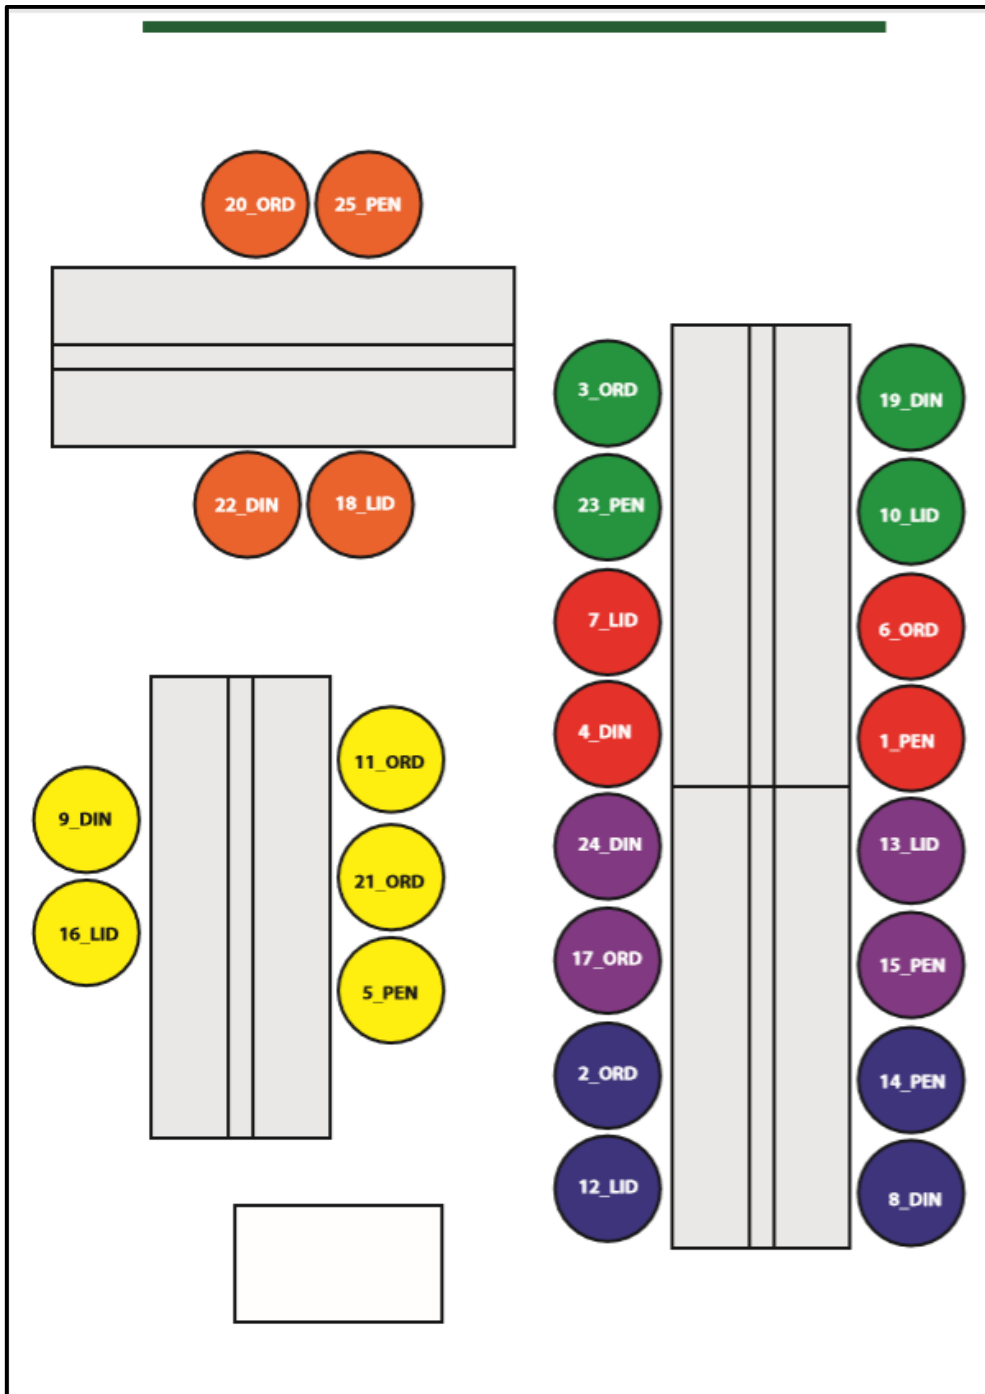 20_ORD
25_PEN
22_DIN
18_LID
3_ORD
19_DIN
23_PEN
10_LID
7_LID
6_ORD
4_DIN
1_PEN
24_DIN
13_LID
17_ORD
15_PEN
2_ORD
14_PEN
12_LID
8_DIN
11_ORD
9_DIN
21_ORD
16_LID
5_PEN